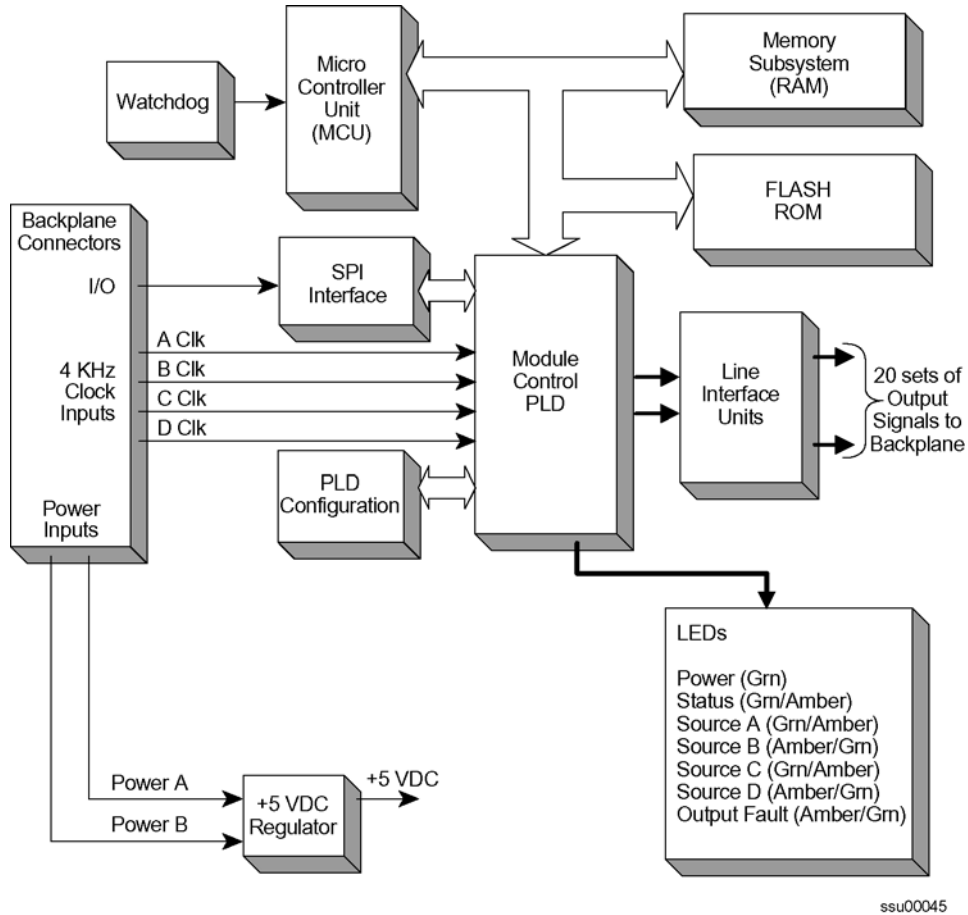 Watchdog
Micro
Controller
Unit
(MCU)
Memory
Subsystem
(RAM)
FLASH
ROM
Backplane
Connectors
I/O
4 KHz
Clock
Inputs
Power
Inputs
SPI
Interface
A Clk
B Clk
C Clk
D Clk
PLD
Configuration
Module
Control
PLD
Line
Interface
Units
20 sets of
Output
Signals to
Backplane
LEDs
Power (Grn)
Status (Grn/Amber)
Source A (Grn/Amber)
Source B (Amber/Grn)
Source C (Grn/Amber)
Source D (Amber/Grn)
Output Fault (Amber/Grn)
Power A
Power B
+5 VDC
Regulator
+5 VDC
ssu00045